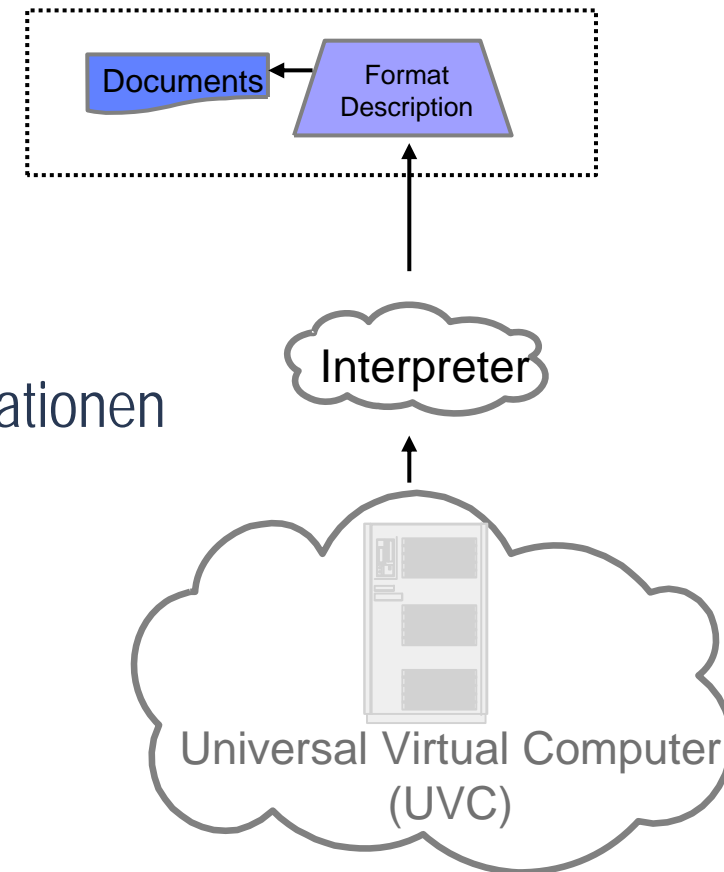 Documents
Format
Description
Interpreter
ationen
Universal Virtual Computer
(UVC)